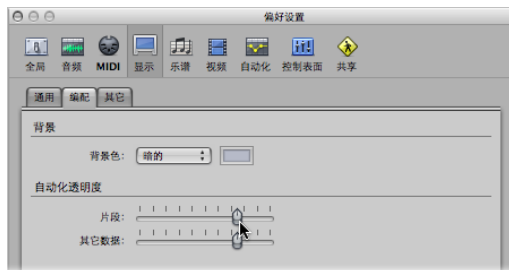 偏好设置
全局 音频 MIDI 显示 乐谱 视频 自动化 控制表面 共享
通用 编配 其它
背景
背景色: 暗的
自动化透明度
片段:
其它数据: